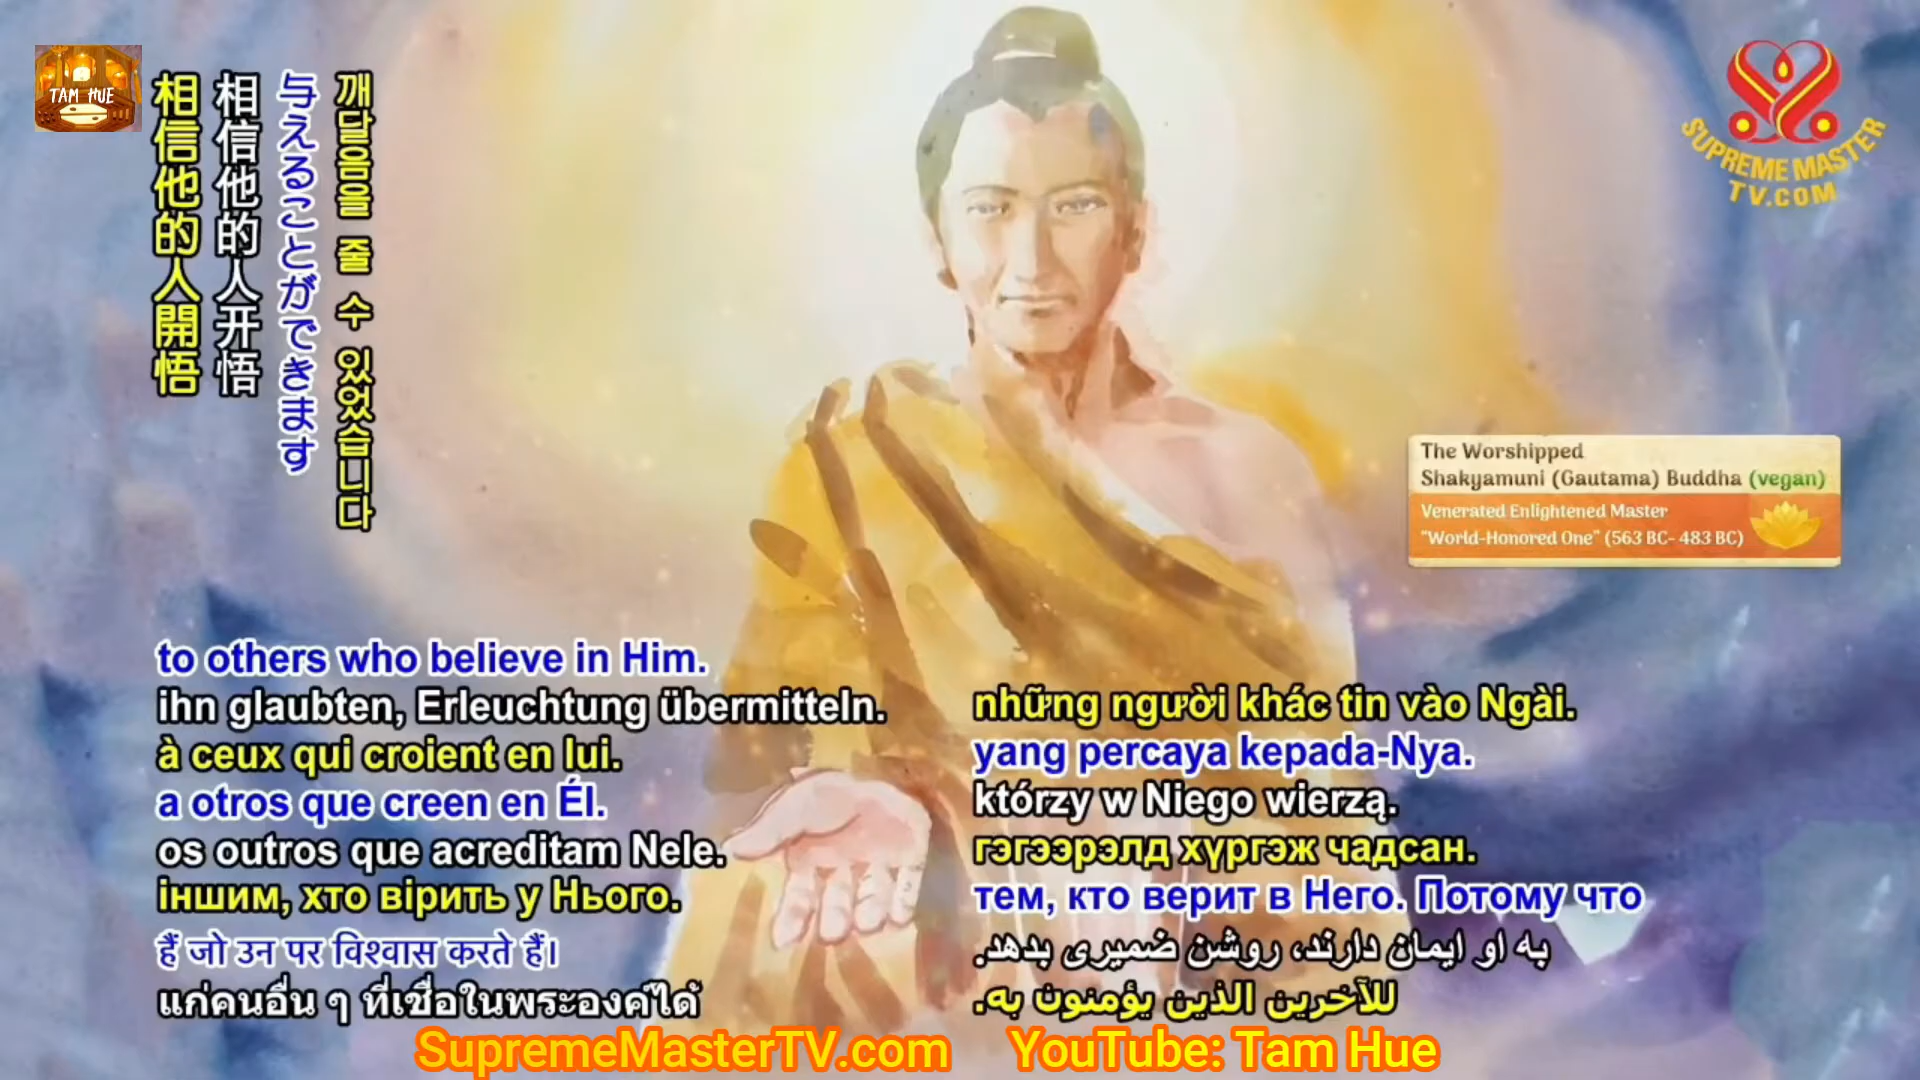 TAM HUE
相信他的人開悟
相信他的人开悟
与えることができます
깨달음을 줄 수 있었습니다
SUPREME MASTER
TV.COM
The Worshipped
Shakyamuni (Gautama) Buddha (vegan)
Venerated Enlightened Master
"World-Honored One" (563 BC- 483 BC)
to others who believe in Him.
ihn glaubten, Erleuchtung übermitteln.
à ceux qui croient en lui.
a otros que creen en Él.
os outros que acreditam Nele.
іншим, хто вірить у Нього.
हैं जो उन पर विश्वास करते हैं।
แก่คนอื่น ๆ ที่เชื่อในพระองค์ได้
những người khác tin vào Ngài.
yang percaya kepada-Nya.
którzy w Niego wierzą.
гэгээрэлд хүргэж чадсан.
тем, кто верит в Него. Потому что
به او ایمان دارند، روشن ضمیری بدهد.
للآخرين الذين يؤمنون به.
SupremeMasterTV.com
YouTube: Tam Hue